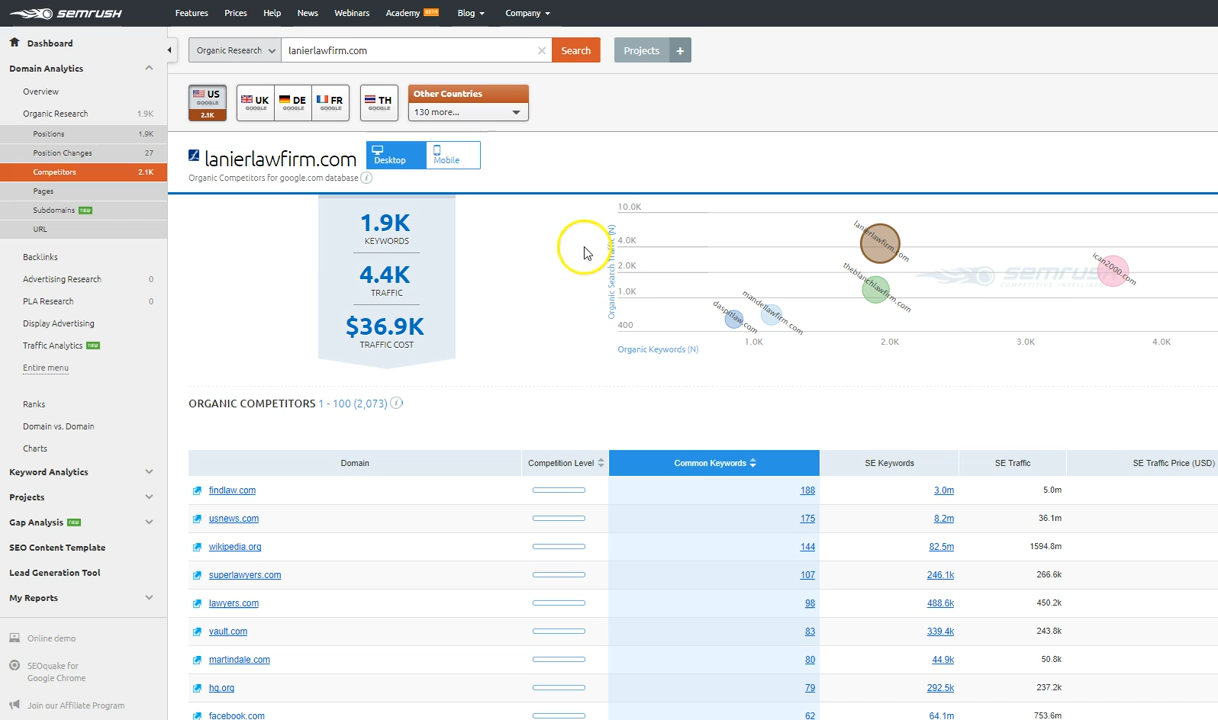 SEMRUSH
Features Prices Help News Webinars Academy BETA Blog Company
Dashboard
Domain Analytics
Overview
Organic Research 1.9K
Positions 1.9K
Position Changes 27
Competitors 2.1K
Pages
Subdomains new
URL
Backlinks
Advertising Research 0
PLA Research 0
Display Advertising
Traffic Analytics new
Entire menu
Ranks
Domain vs. Domain
Charts
Keyword Analytics
Projects
Gap Analysis new
SEO Content Template
Lead Generation Tool
My Reports
Online demo
SEOquake for
Google Chrome
Join our Affiliate Program
Organic Research lanierlawfirm.com Search Projects +
US GOOGLE 2.1K
UK GOOGLE
DE GOOGLE
FR GOOGLE
TH GOOGLE
Other Countries
130 more...
lanierlawfirm.com
Desktop
Mobile
Organic Competitors for google.com database i
1.9K
KEYWORDS
4.4K
TRAFFIC
$36.9K
TRAFFIC COST
Organic Search Traffic (N)
10.0K
4.0K
2.0K
1.0K
400
lanierlawfirm.com
theblanchlawfirm.com
ican2000.com
mandellawfirm.com
daspitlaw.com
semrush
1.0K 2.0K 3.0K 4.0K
Organic Keywords (N)
ORGANIC COMPETITORS 1 - 100 (2,073) i
Domain Competition Level Common Keywords SE Keywords SE Traffic SE Traffic Price (USD)
findlaw.com 188 3.0m 5.0m
usnews.com 175 8.2m 36.1m
wikipedia.org 144 82.5m 1594.8m
superlawyers.com 107 246.1k 266.6k
lawyers.com 98 488.6k 450.2k
vault.com 83 339.4k 243.8k
martindale.com 80 44.9k 50.8k
hg.org 79 292.5k 237.2k
facebook.com 62 64.1m 753.6m